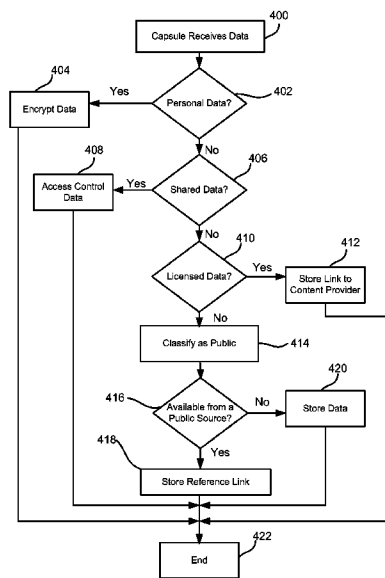 400
Capsule Receives Data
404
Yes
Personal Data?
402
Encrypt Data
No
408
406
Access Control
Data
Yes
Shared Data?
No
410
412
Licensed Data?
Yes
Store Link to
Content Provider
No
Classify as Public
414
416
420
Available from a
Public Source?
No
Store Data
418
Yes
Store Reference Link
End
422